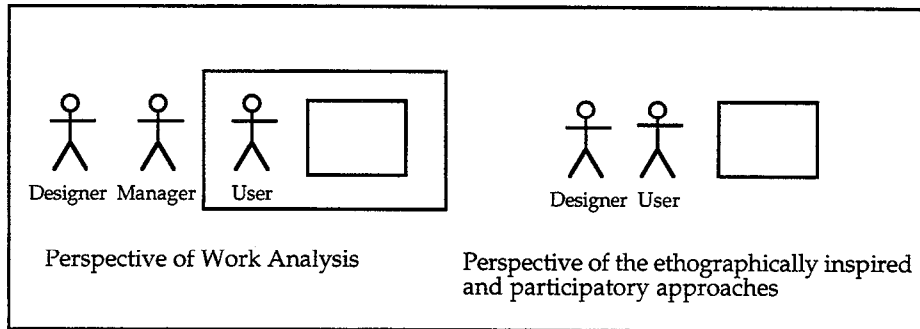 Designer Manager User
Designer User
Perspective of Work Analysis
Perspective of the ethographically inspired
and participatory approaches